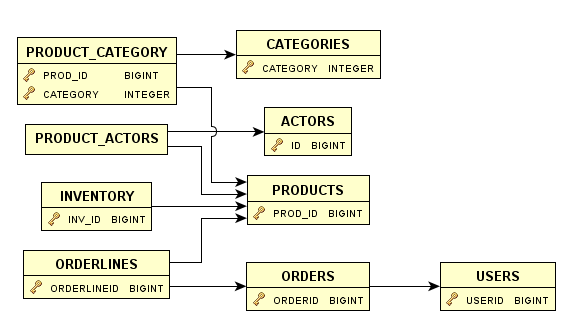 PRODUCT_CATEGORY
PROD_ID BIGINT
CATEGORY INTEGER
CATEGORIES
CATEGORY INTEGER
PRODUCT_ACTORS
ACTORS
ID BIGINT
INVENTORY
INV_ID BIGINT
PRODUCTS
PROD_ID BIGINT
ORDERLINES
ORDERLINEID BIGINT
ORDERS
ORDERID BIGINT
USERS
USERID BIGINT